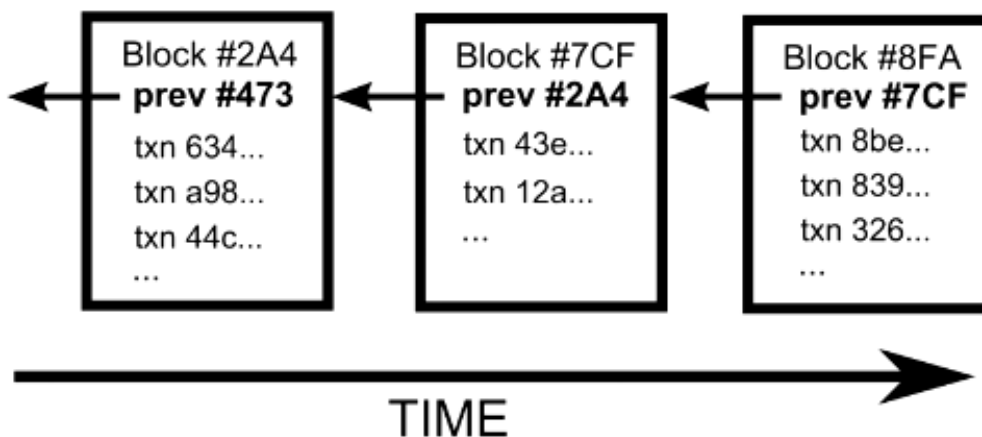 Block #2A4
prev #473
txn 634...
txn a98...
txn 44c...
...
Block #7CF
prev #2A4
txn 43e...
txn 12a...
...
Block #8FA
prev #7CF
txn 8be...
txn 839...
txn 326...
...
TIME